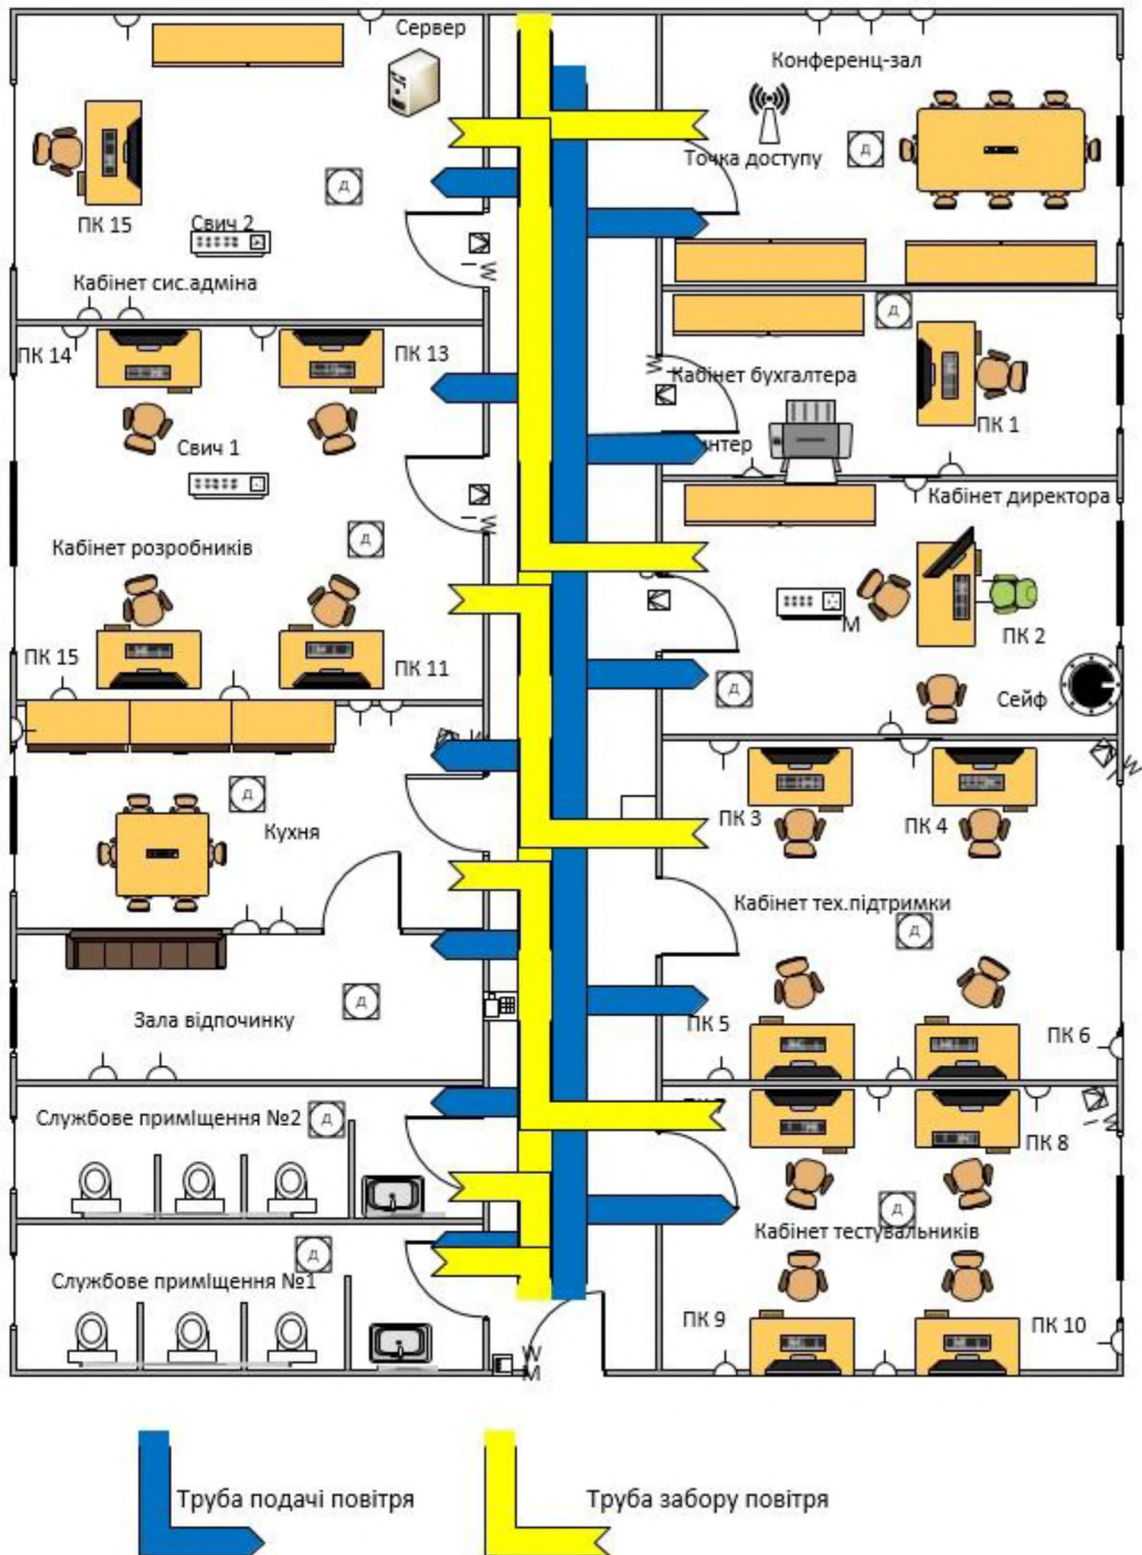 Сервер
Конференц-зал
Точка доступу
Д
Д
ПК 15
Свич 2
Кабінет сис.адміна
Д
ПК 14
ПК 13
Кабінет бухгалтера
ПК 1
Свич 1
Кабінет директора
Д
Кабінет розробників
М
ПК 2
ПК 15
ПК 11
Д
Сейф
Д
Кухня
ПК 3
ПК 4
Кабінет тех.підтримки
Д
Д
Зала відпочинку
ПК 5
ПК 6
Службове приміщення №2
Д
ПК 8
Д
Кабінет тестувальників
Д
Службове приміщення №1
ПК 9
ПК 10
Труба подачі повітря
Труба забору повітря